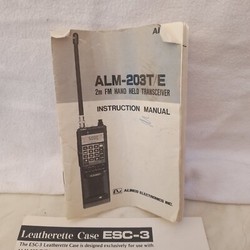 ALM-203T/E
2m FM HAND HELD TRANSCEIVER
INSTRUCTION MANUAL
ALINCO ELECTRONICS INC.
Leatherette Case ESC-3
The ESC-3 Leatherette Case is designed exclusively for use with